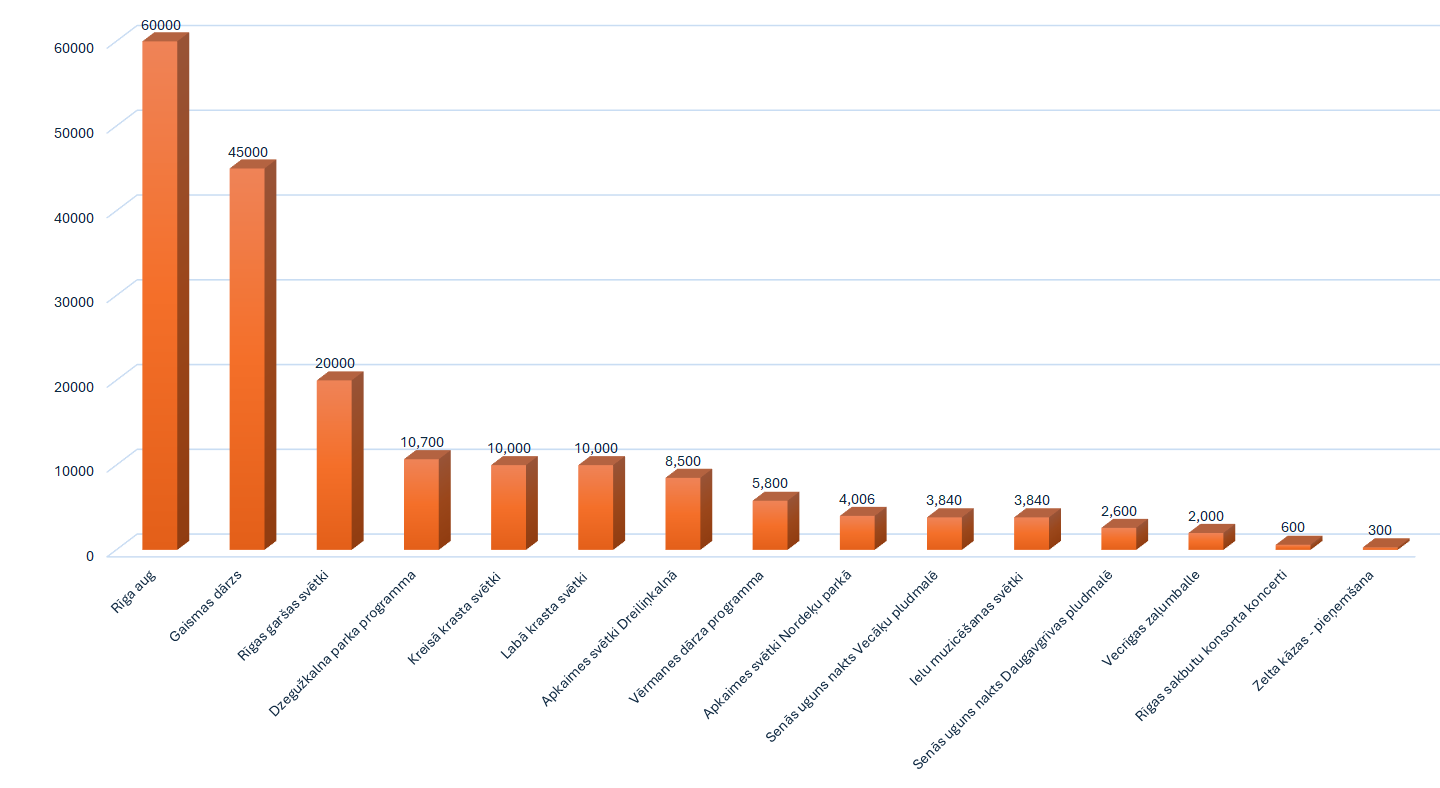 60000
50000
40000
30000
20000
10000
0
60000
45000
20000
10,700
10,000
10,000
8,500
5,800
4,006
3,840
3,840
2,600
2,000
600
300
Rīga aug
Gaismas dārzs
Rīgas garšas svētki
Dzegužkalna parka programma
Kreisā krasta svētki
Labā krasta svētki
Apkaimes svētki Dreiliņkalnā
Vērmanes dārza programma
Apkaimes svētki Nordeķu parkā
Senās uguns nakts Vecāķu pludmalē
Ielu muzicēšanas svētki
Senās uguns nakts Daugavgrīvas pludmalē
Vecrīgas zaļumballe
Rīgas sakbutu konsorta koncerti
Zelta kāzas - pieņemšana